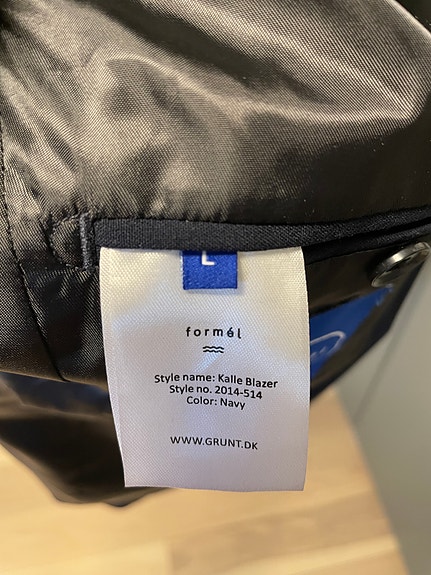 L
formél
Style name: Kalle Blazer
Style no. 2014-514
Color: Navy
WWW.GRUNT.DK